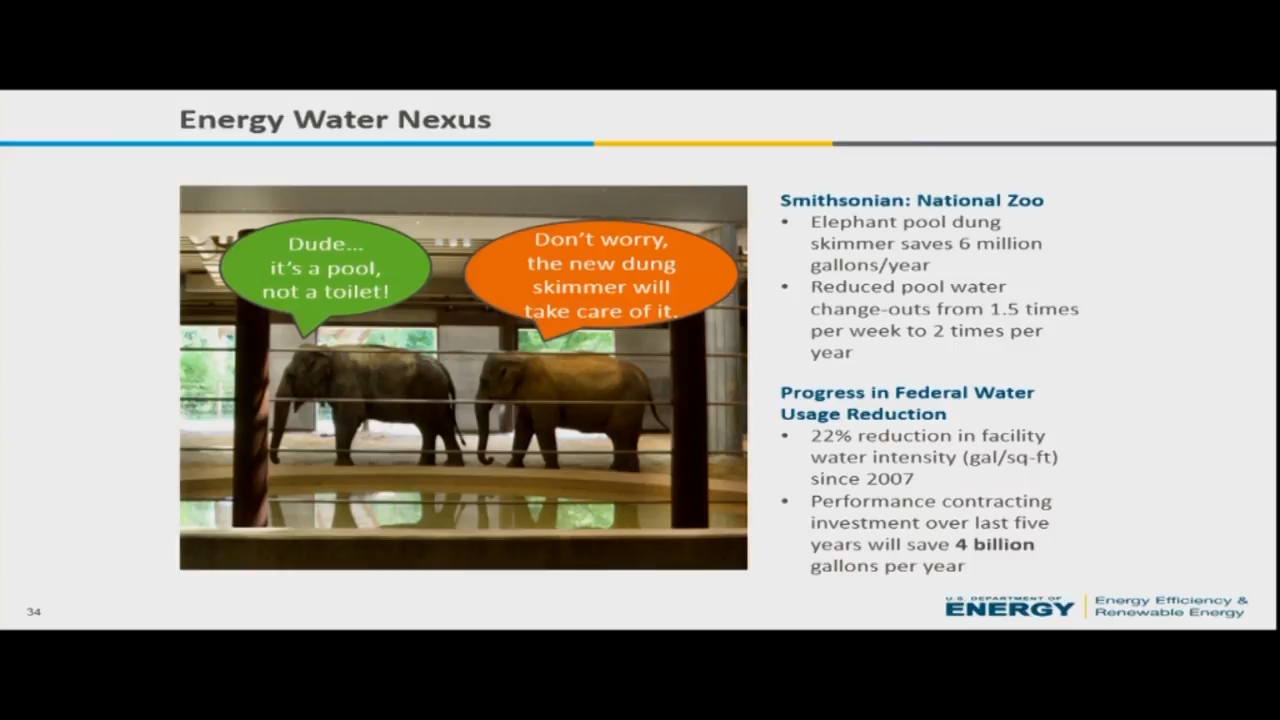 Energy Water Nexus
Dude...
it's a pool,
not a toilet!
Don't worry,
the new dung
skimmer will
take care of it.
Smithsonian: National Zoo
• Elephant pool dung
skimmer saves 6 million
gallons/year
• Reduced pool water
change-outs from 1.5 times
per week to 2 times per
year
Progress in Federal Water
Usage Reduction
• 22% reduction in facility
water intensity (gal/sq-ft)
since 2007
• Performance contracting
investment over last five
years will save 4 billion
gallons per year
34
U.S. DEPARTMENT OF
ENERGY
Energy Efficiency &
Renewable Energy